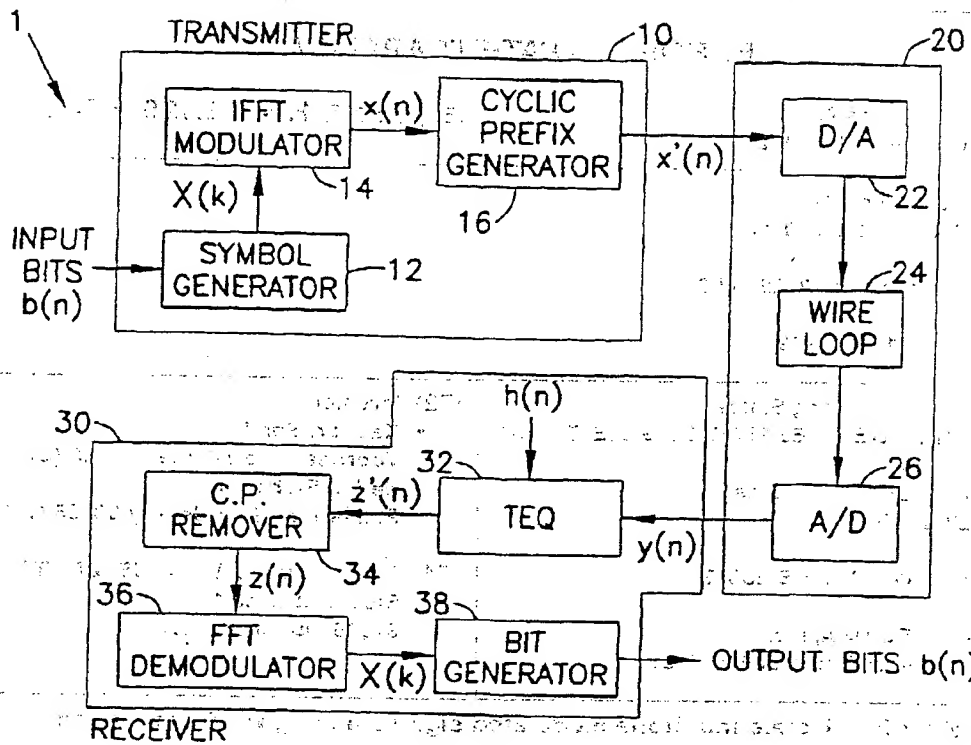 1
TRANSMITTER
10
IFFT
MODULATOR
14
x(n)
CYCLIC
PREFIX
GENERATOR
16
x'(n)
X(k)
INPUT
BITS
b(n)
SYMBOL
GENERATOR
12
20
D/A
22
24
WIRE
LOOP
26
A/D
y(n)
h(n)
30
32
TEQ
z'(n)
C.P.
REMOVER
34
z(n)
36
FFT
DEMODULATOR
X(k)
38
BIT
GENERATOR
OUTPUT BITS b(n)
RECEIVER